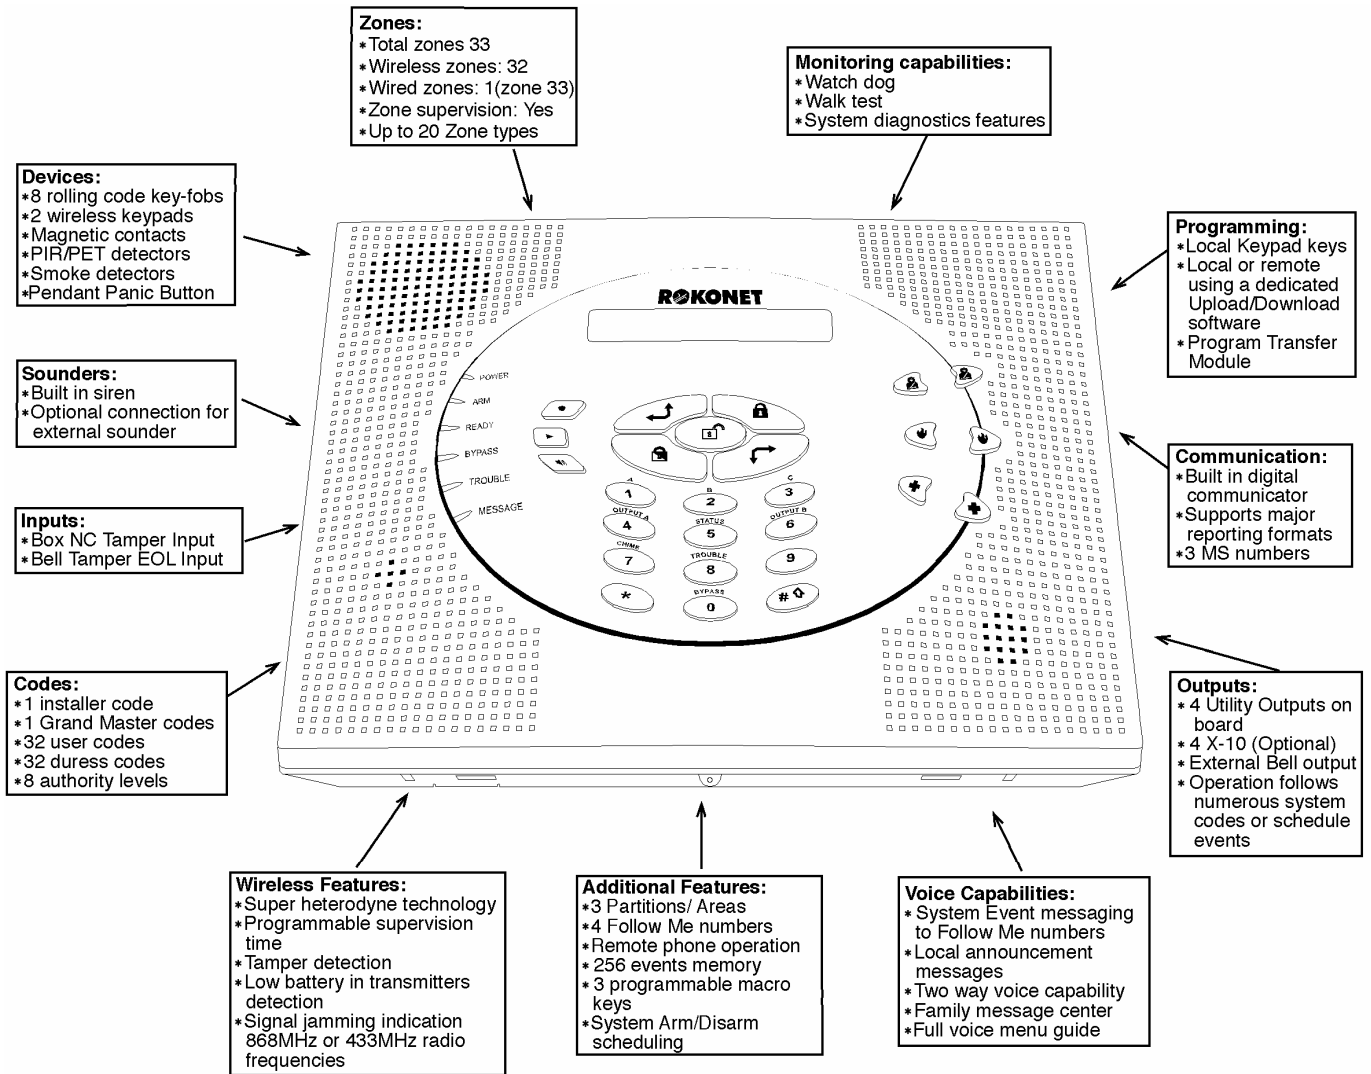 Zones:
*Total zones 33
*Wireless zones: 32
*Wired zones: 1(zone 33)
*Zone supervision: Yes
*Up to 20 Zone types
Monitoring capabilities:
*Watch dog
*Walk test
*System diagnostics features
Devices:
*8 rolling code key-fobs
*2 wireless keypads
*Magnetic contacts
*PIR/PET detectors
*Smoke detectors
*Pendant Panic Button
Programming:
*Local Keypad keys
*Local or remote
using a dedicated
Upload/Download
software
*Program Transfer
Module
Sounders:
*Built in siren
*Optional connection for
external sounder
Communication:
*Built in digital
communicator
*Supports major
reporting formats
*3 MS numbers
Inputs:
*Box NC Tamper Input
*Bell Tamper EOL Input
Codes:
*1 installer code
*1 Grand Master codes
*32 user codes
*32 duress codes
*8 authority levels
Outputs:
* 4 Utility Outputs on
board
* 4 X-10 (Optional)
* External Bell output
* Operation follows
numerous system
codes or schedule
events
ROKONET
POWER
ARM
READY
BYPASS
TROUBLE
MESSAGE
A B C
1 2 3
OUTPUT A STATUS OUTPUT B
4 5 6
CHIME TROUBLE
7 8 9
BYPASS
* 0 #
Wireless Features:
*Super heterodyne technology
*Programmable supervision
time
*Tamper detection
*Low battery in transmitters
detection
*Signal jamming indication
868MHz or 433MHz radio
frequencies
Additional Features:
*3 Partitions/ Areas
*4 Follow Me numbers
*Remote phone operation
* 256 events memory
* 3 programmable macro
keys
*System Arm/Disarm
scheduling
Voice Capabilities:
* System Event messaging
to Follow Me numbers
*Local announcement
messages
*Two way voice capability
*Family message center
*Full voice menu guide